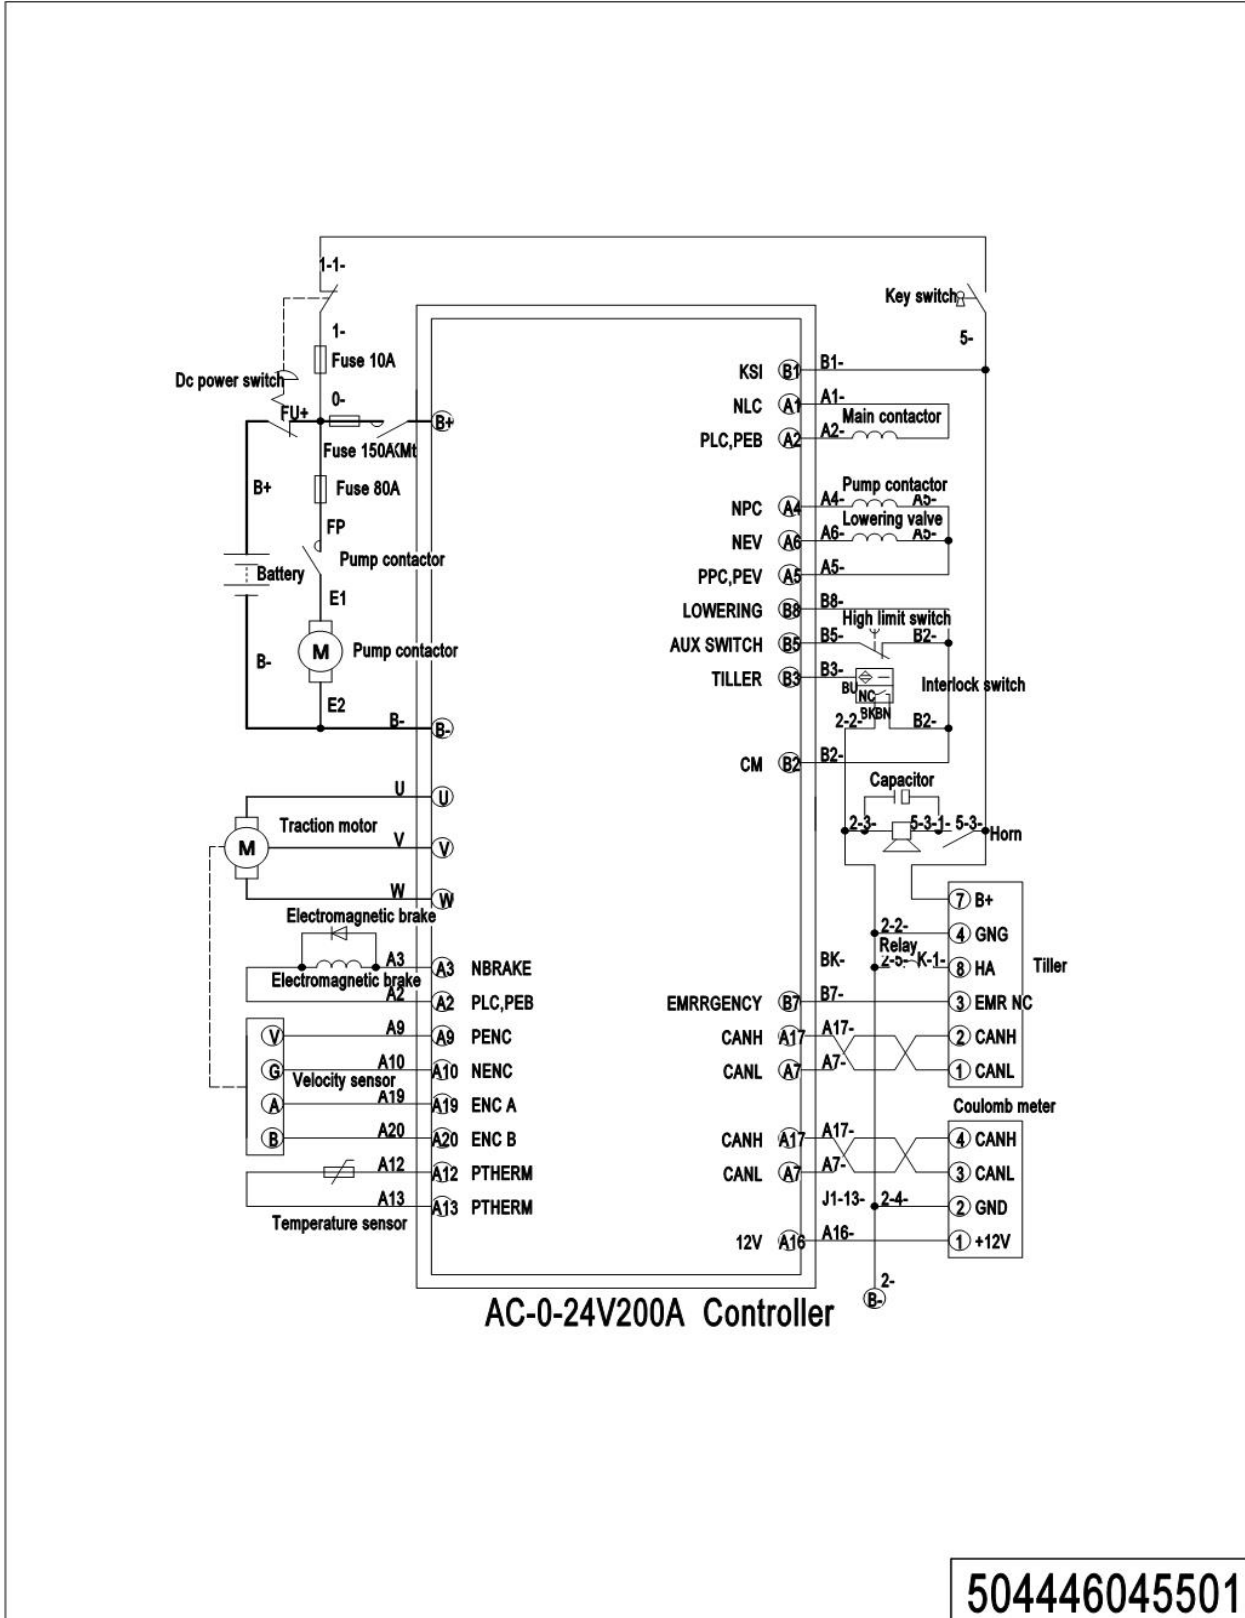 1-1-
Key switch
1-
5-
Fuse 10A
Dc power switch
KSI B1 B1-
0-
FU+
NLC A1 A1-
Main contactor
B+
PLC,PEB A2 A2-
Fuse 150A
Mt
B+
Fuse 80A
Pump contactor
NPC A4 A4- A5-
FP
Lowering valve
NEV A6 A6- A5-
Pump contactor
Battery
PPC,PEV A5 A5-
E1
LOWERING B8 B8-
High limit switch
M
Pump contactor
AUX SWITCH B5 B5- B2-
B-
TILLER B3 B3-
BU
NC
Interlock switch
E2
BKBN
B- B-
2-2- B2-
CM B2 B2-
Capacitor
U U
Traction motor
2-3- 5-3-1- 5-3-
Horn
M
V V
W W
7 B+
Electromagnetic brake
2-2-
4 GNG
Relay
A3 A3 NBRAKE
BK-
2-5- K-1-
8 HA
Tiller
Electromagnetic brake
A2 A2 PLC,PEB
EMRRGENCY B7 B7-
3 EMR NC
V A9 A9 PENC
CANH A17 A17-
2 CANH
G A10 A10 NENC
CANL A7 A7-
1 CANL
Velocity sensor
A A19 A19 ENC A
Coulomb meter
B A20 A20 ENC B
CANH A17 A17-
4 CANH
A12 A12 PTHERM
CANL A7 A7-
3 CANL
A13 A13 PTHERM
J1-13- 2-4-
2 GND
Temperature sensor
12V A16 A16-
1 +12V
2-
B-
AC-0-24V200A Controller
504446045501